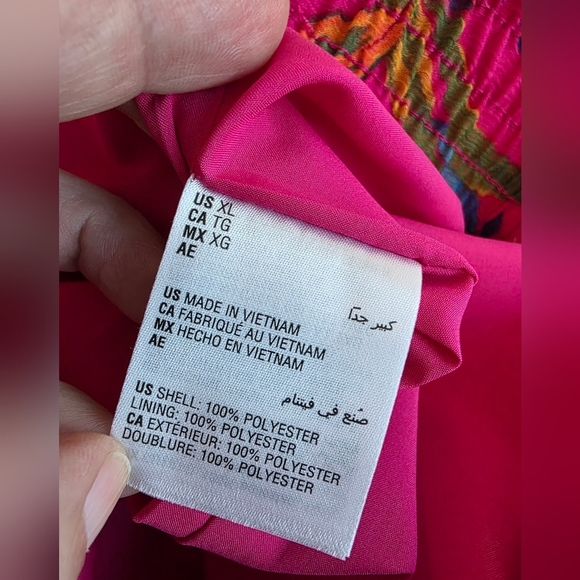 US XL
CA TG
MX XG
AE
كبير جدًا
US MADE IN VIETNAM
CA FABRIQUÉ AU VIETNAM
MX HECHO EN VIETNAM
AE
صُنع في فيتنام
US SHELL: 100% POLYESTER
LINING: 100% POLYESTER
CA EXTÉRIEUR: 100% POLYESTER
DOUBLURE: 100% POLYESTER